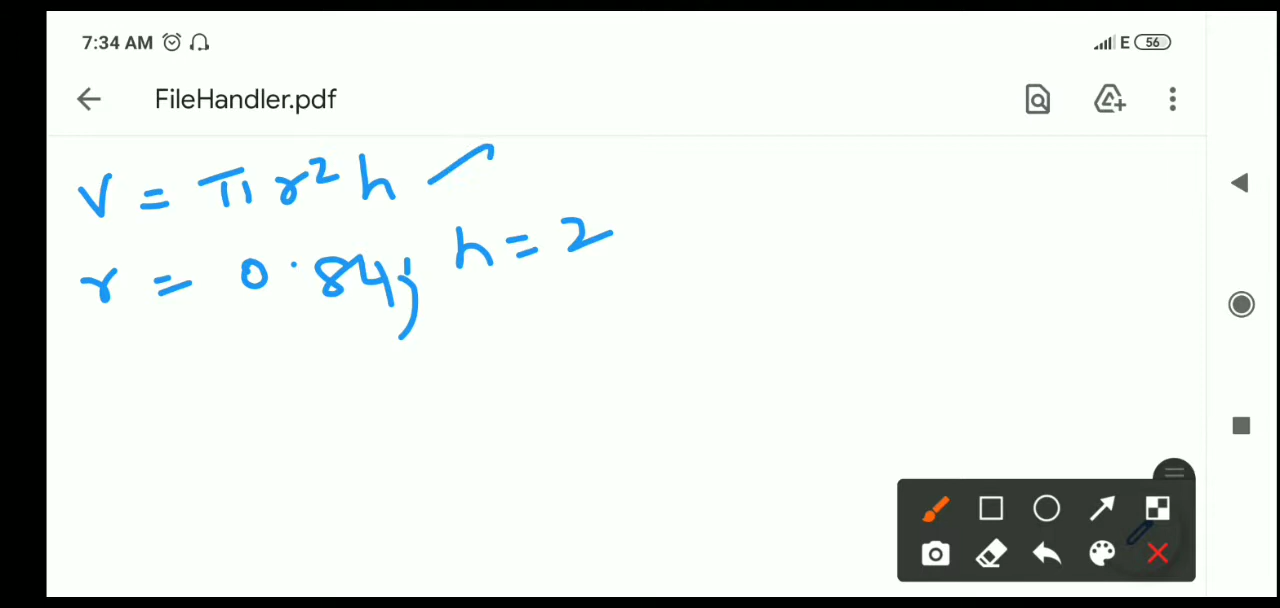 7:34 AM
E 56
FileHandler.pdf
V = πr²h
r = 0.84; h = 2